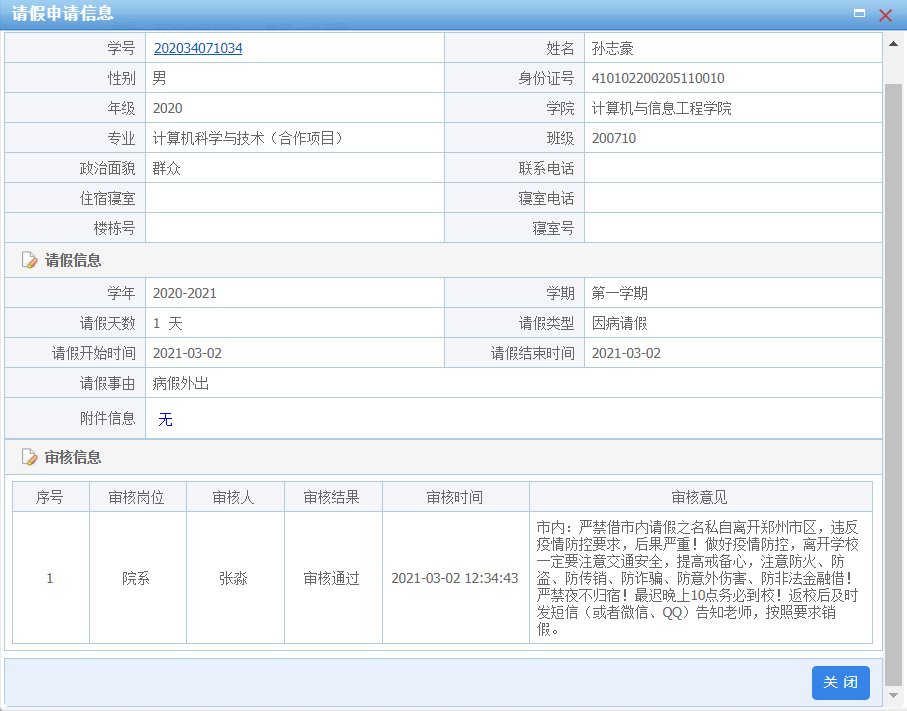 请假申请信息
学号 202034071034 姓名 孙志豪
性别 男 身份证号 410102200205110010
年级 2020 学院 计算机与信息工程学院
专业 计算机科学与技术（合作项目） 班级 200710
政治面貌 群众 联系电话
住宿寝室 寝室电话
楼栋号 寝室号
请假信息
学年 2020-2021 学期 第一学期
请假天数 1 天 请假类型 因病请假
请假开始时间 2021-03-02 请假结束时间 2021-03-02
请假事由 病假外出
附件信息 无
审核信息
序号 审核岗位 审核人 审核结果 审核时间 审核意见
1 院系 张淼 审核通过 2021-03-02 12:34:43
市内：严禁借市内请假之名私自离开郑州市区，违反
疫情防控要求，后果严重！做好疫情防控，离开学校
一定要注意交通安全，提高戒备心，注意防火、防
盗、防传销、防诈骗、防意外伤害、防非法金融借！
严禁夜不归宿！最迟晚上10点务必到校！返校后及时
发短信（或者微信、QQ）告知老师，按照要求销
假。
关 闭